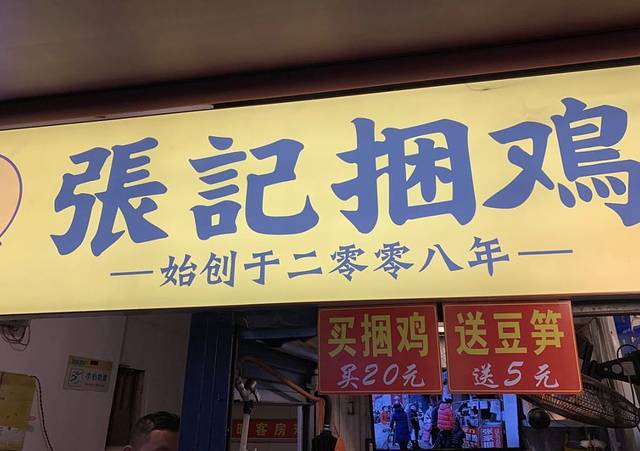 張記捆鸡
始创于二零零八年
买捆鸡
买20元
送豆笋
送5元